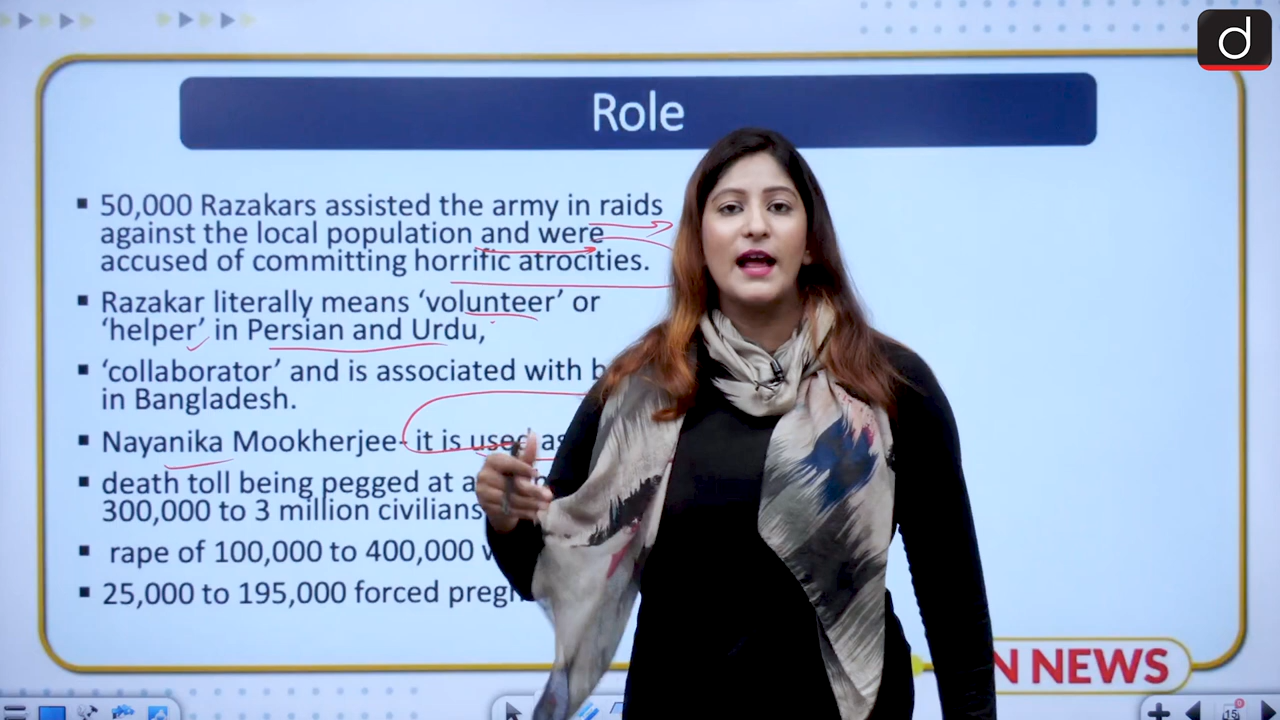 d
Role
50,000 Razakars assisted the army in raids
against the local population and were
accused of committing horrific atrocities.
Razakar literally means ‘volunteer’ or
‘helper’ in Persian and Urdu,
‘collaborator’ and is associated with
in Bangladesh.
Nayanika Mookherjee- it is used
death toll being pegged at
300,000 to 3 million civilians
rape of 100,000 to 400,000
25,000 to 195,000 forced
N NEWS
15